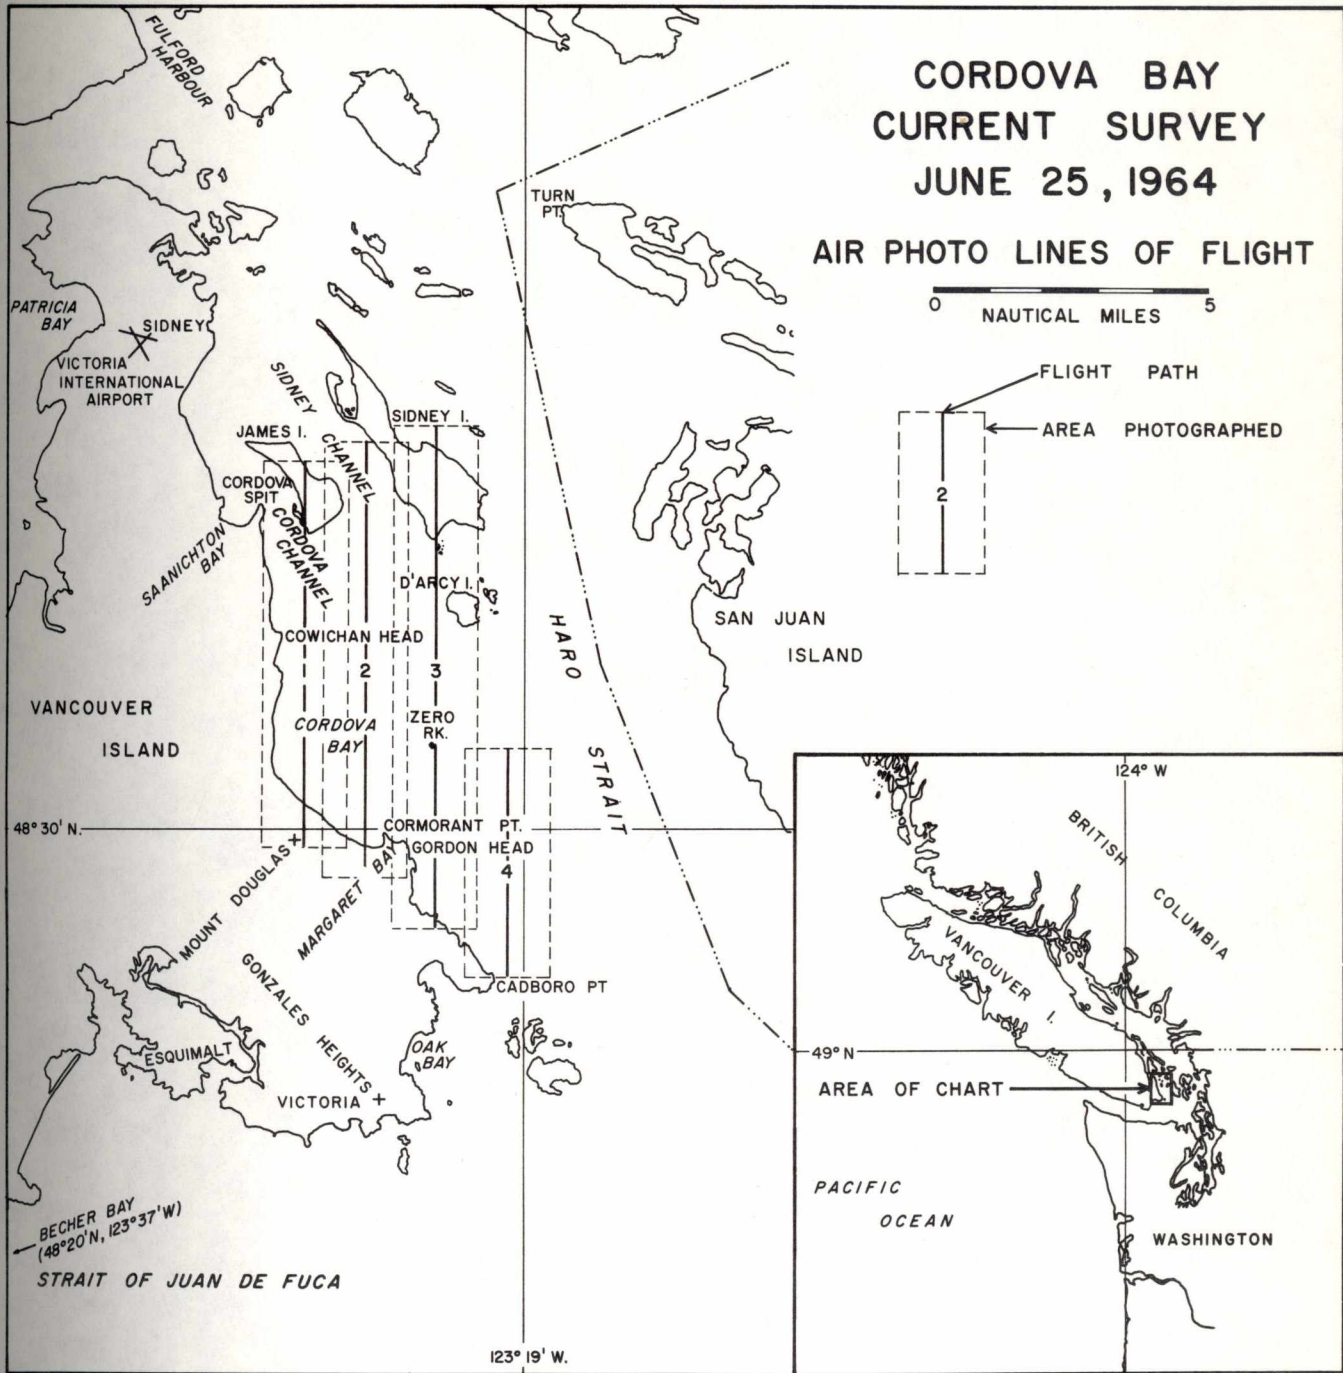 CORDOVA BAY
CURRENT SURVEY
JUNE 25, 1964
AIR PHOTO LINES OF FLIGHT
0 5
NAUTICAL MILES
FLIGHT PATH
AREA PHOTOGRAPHED
2
FULFORD
HARBOUR
TURN
PT.
PATRICIA
BAY
SIDNEY
VICTORIA
INTERNATIONAL
AIRPORT
SIDNEY
CHANNEL
SIDNEY I.
JAMES I.
CORDOVA
SPIT
CORDOVA
CHANNEL
SAANICHTON
BAY
D'ARCY I.
HARO
STRAIT
SAN JUAN
ISLAND
COWICHAN HEAD
2
3
VANCOUVER
ISLAND
CORDOVA
BAY
ZERO
RK.
48° 30' N.
CORMORANT PT.
GORDON HEAD
4
MOUNT DOUGLAS +
MARGARET BAY
GONZALES HEIGHTS +
CADBORO PT
ESQUIMALT
OAK
BAY
VICTORIA
BECHER BAY
(48°20'N, 123°37'W)
STRAIT OF JUAN DE FUCA
123° 19' W.
124° W
BRITISH
COLUMBIA
VANCOUVER
I.
49° N
AREA OF CHART
PACIFIC
OCEAN
WASHINGTON